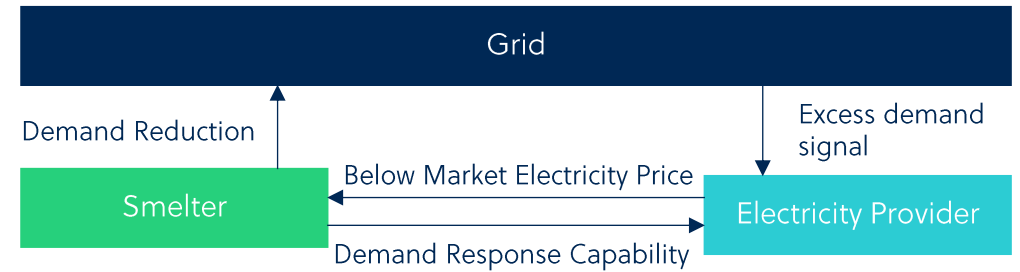 Grid
Demand Reduction
Excess demand
signal
Smelter
Below Market Electricity Price
Electricity Provider
Demand Response Capability